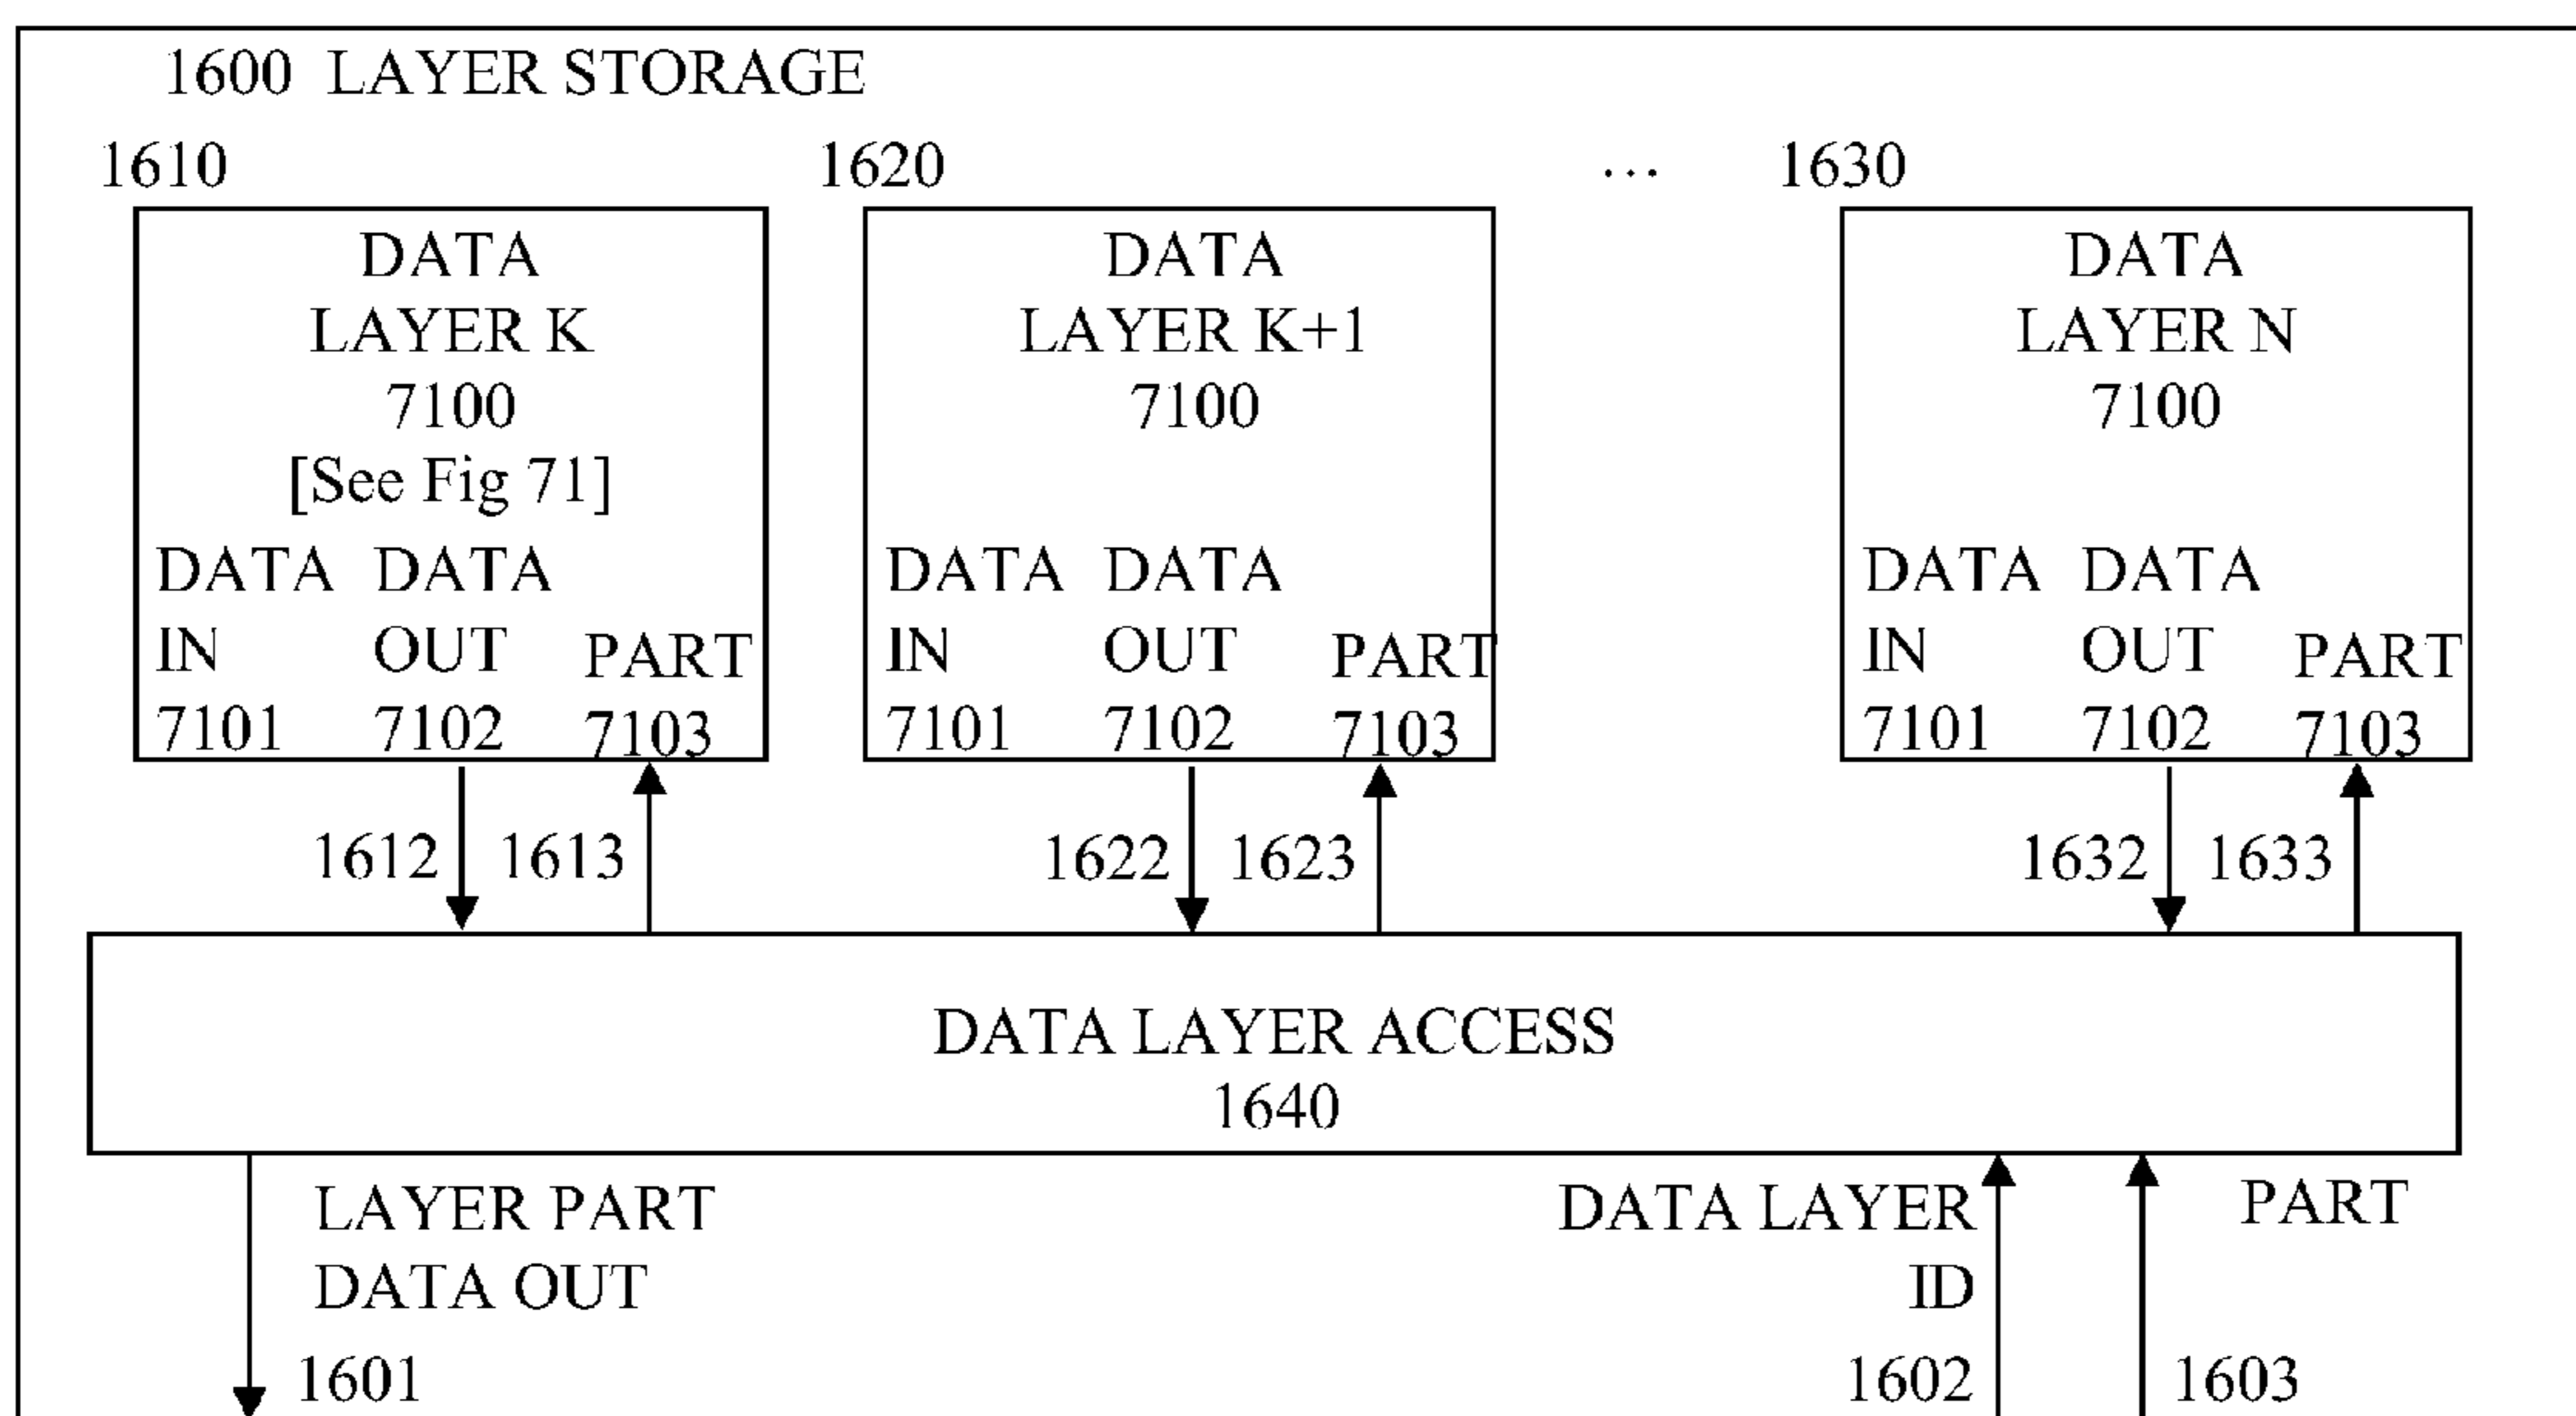 1600 LAYER STORAGE
1610
1620
...
1630
DATA
LAYER K
7100
[See Fig 71]
DATA DATA
IN OUT PART
7101 7102 7103
DATA
LAYER K+1
7100
DATA DATA
IN OUT PART
7101 7102 7103
DATA
LAYER N
7100
DATA DATA
IN OUT PART
7101 7102 7103
1612 1613
1622 1623
1632 1633
DATA LAYER ACCESS
1640
LAYER PART
DATA OUT
1601
DATA LAYER
ID
1602
PART
1603